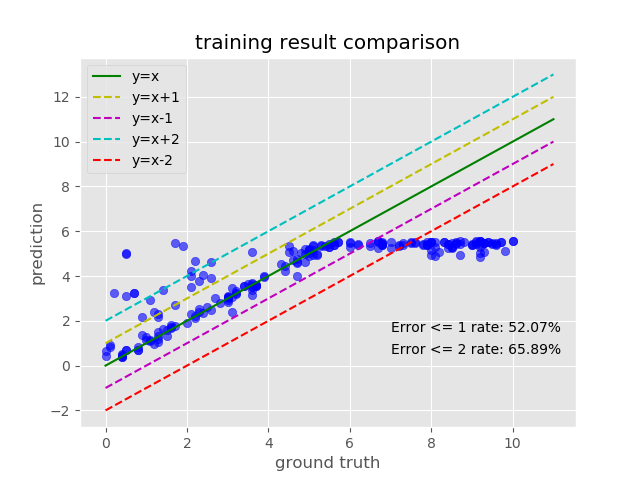 training result comparison
y=x
y=x+1
y=x-1
y=x+2
y=x-2
12
10
8
6
4
2
0
−2
prediction
Error <= 1 rate: 52.07%
Error <= 2 rate: 65.89%
0 2 4 6 8 10
ground truth